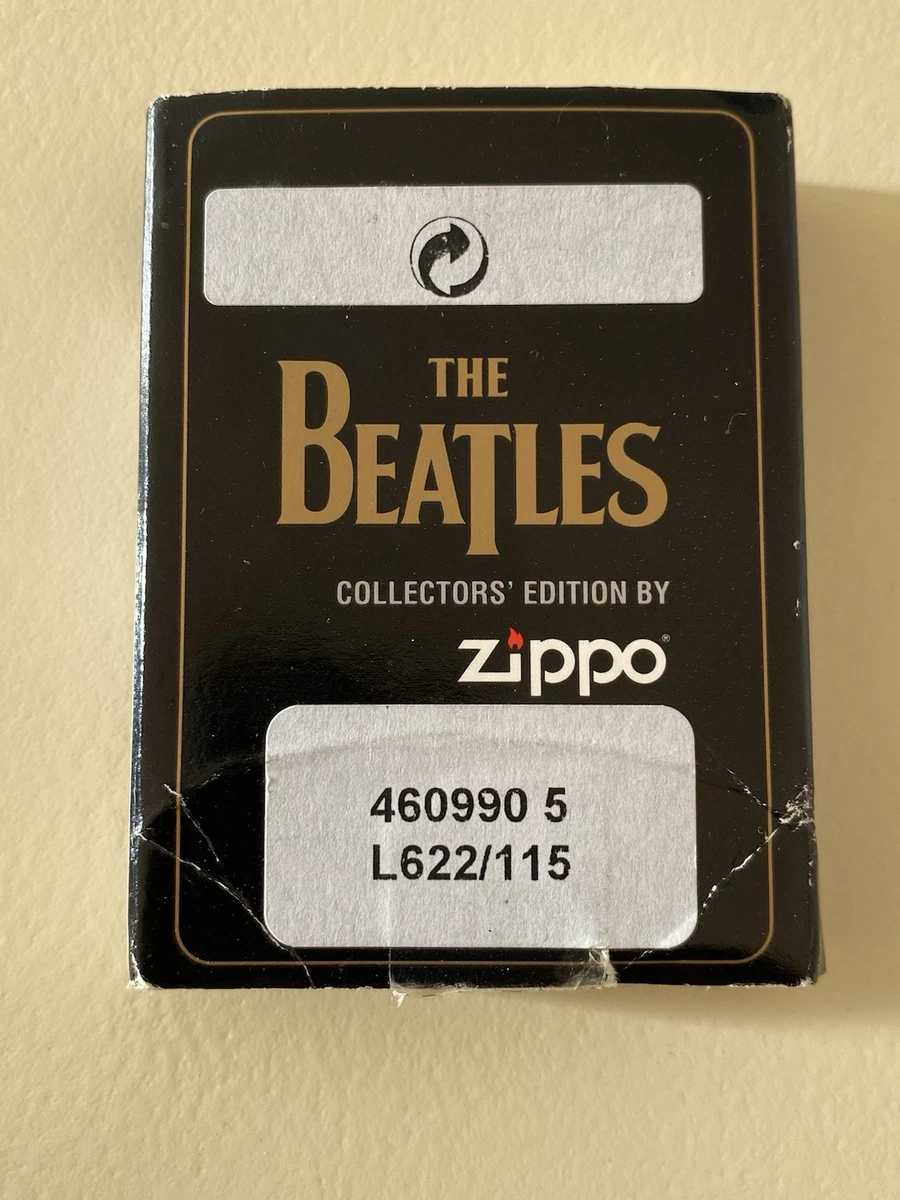 THE
BEATLES
COLLECTORS' EDITION BY
zippo®
460990 5
L622/115